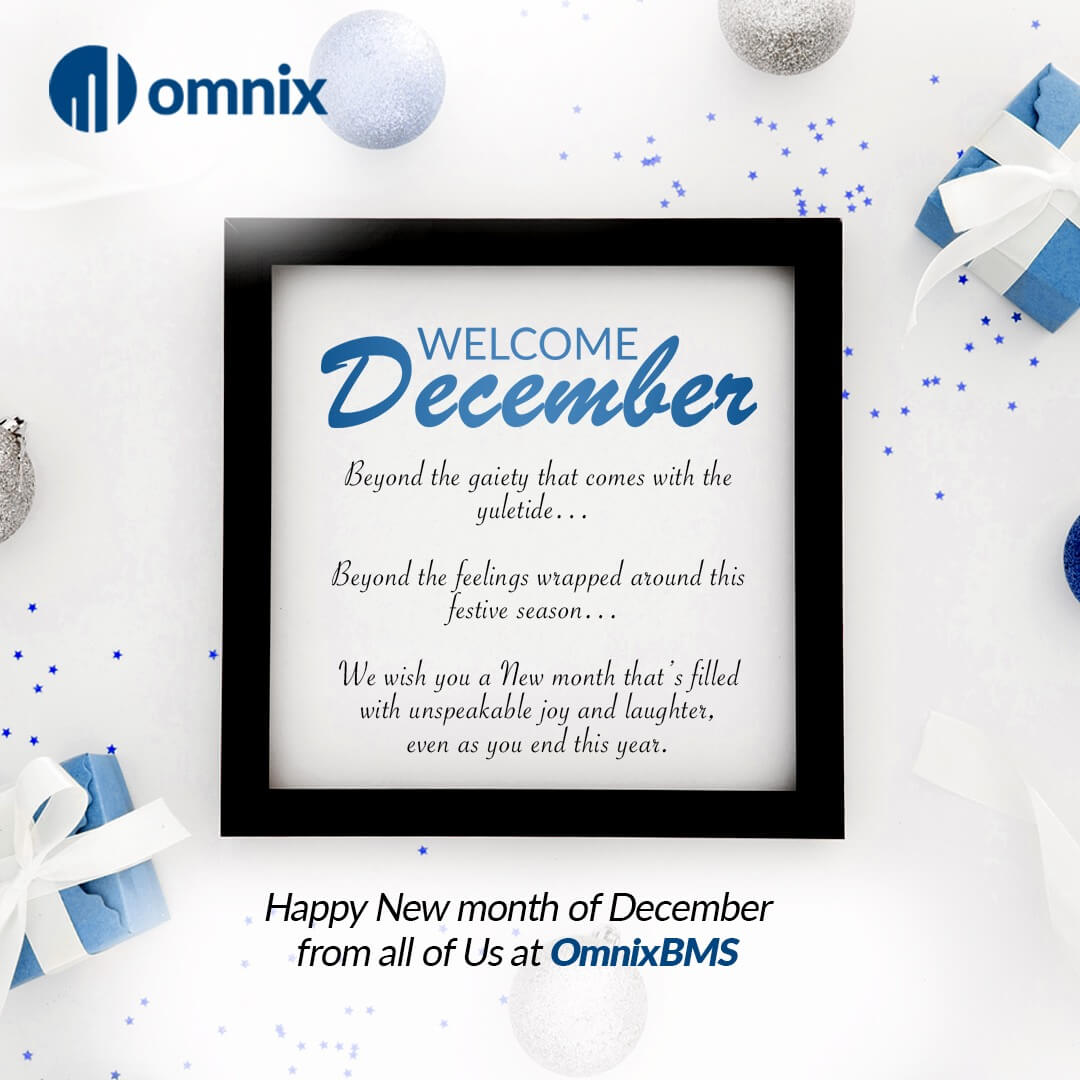 omnix
WELCOME
December
Beyond the gaiety that comes with the
yuletide...
Beyond the feelings wrapped around this
festive season...
We wish you a New month that's filled
with unspeakable joy and laughter,
even as you end this year.
Happy New month of December
from all of Us at OmnixBMS